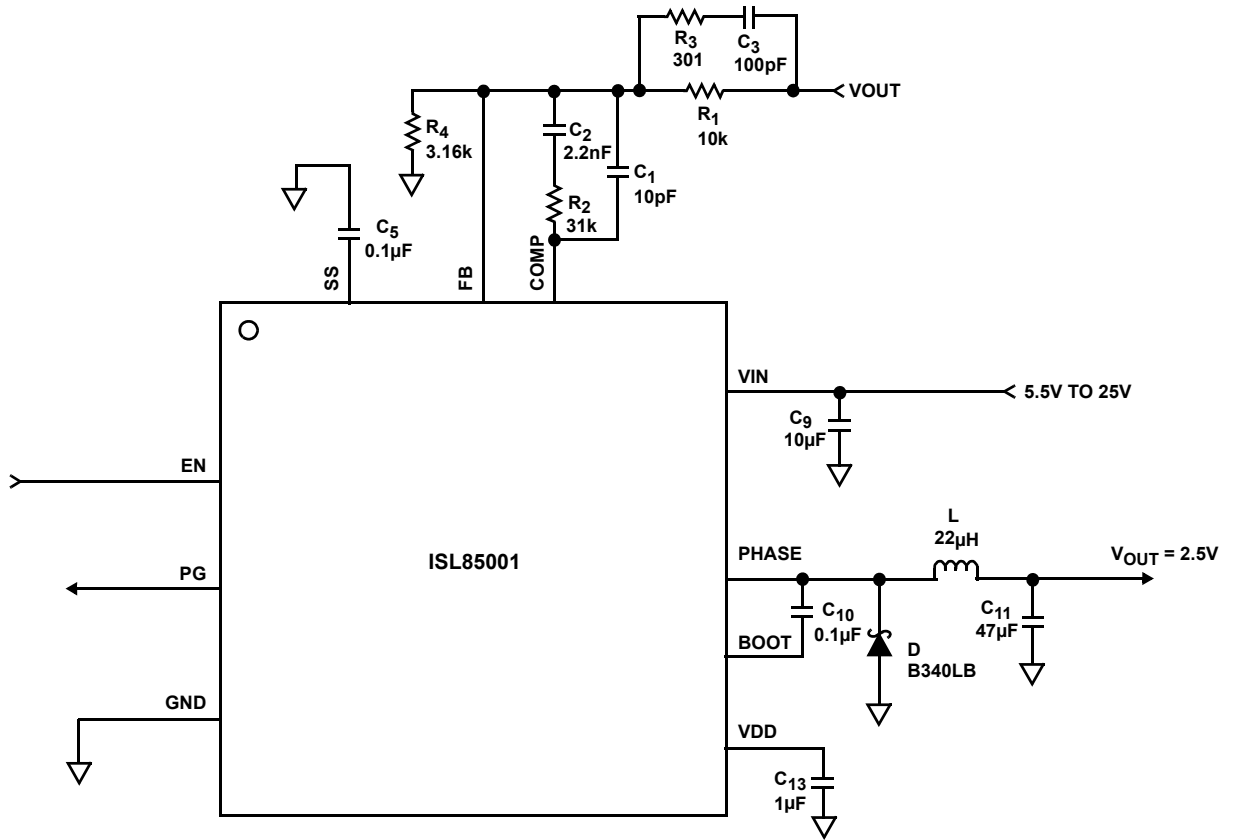 R3
301
C3
100pF
VOUT
R1
10k
R4
3.16k
C2
2.2nF
C1
10pF
R2
31k
C5
0.1µF
SS
FB
COMP
VIN
5.5V TO 25V
C9
10µF
EN
ISL85001
PHASE
L
22µH
VOUT = 2.5V
PG
C10
0.1µF
C11
47µF
BOOT
D
B340LB
GND
VDD
C13
1µF